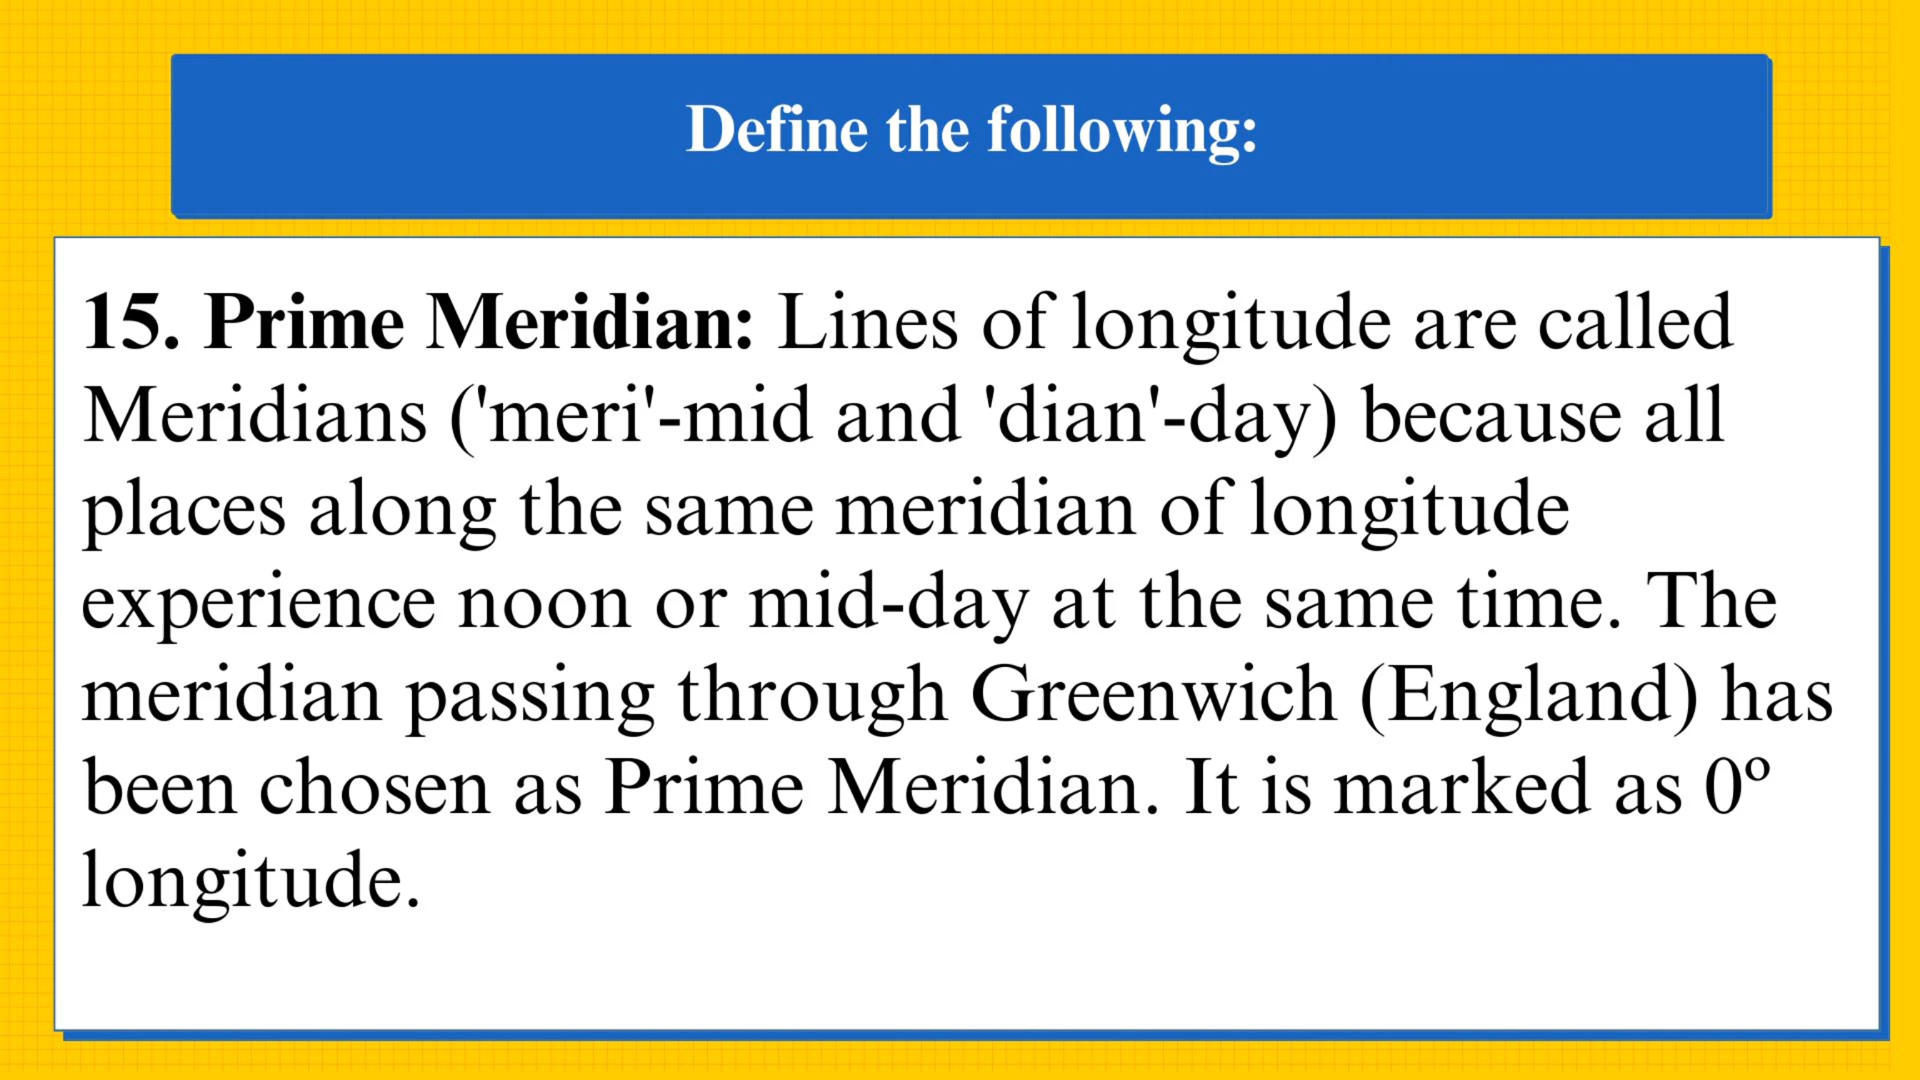 Define the following:
15. Prime Meridian: Lines of longitude are called
Meridians ('meri'-mid and 'dian'-day) because all
places along the same meridian of longitude
experience noon or mid-day at the same time. The
meridian passing through Greenwich (England) has
been chosen as Prime Meridian. It is marked as 0º
longitude.